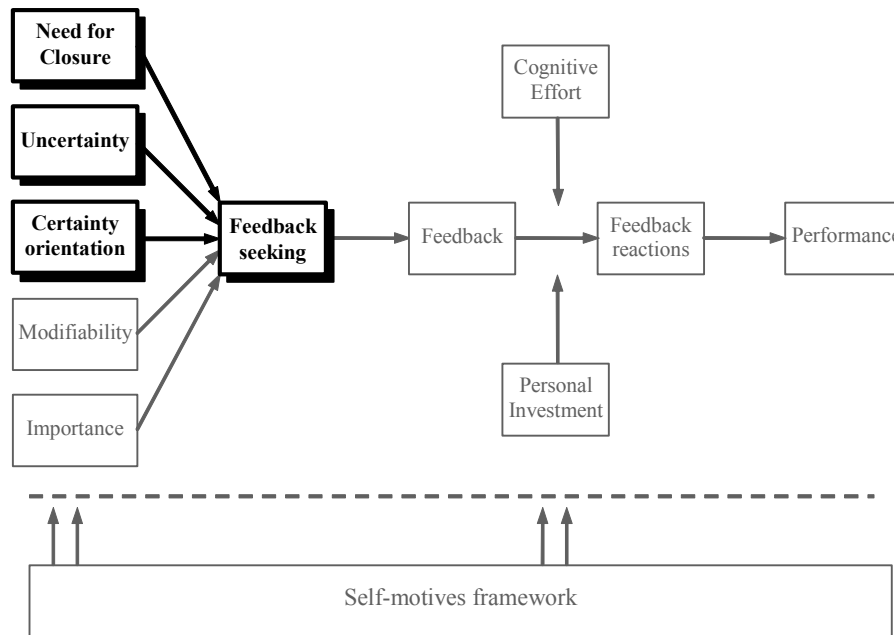 Need for
Closure
Cognitive
Effort
Uncertainty
Certainty
orientation
Feedback
seeking
Feedback
Feedback
reactions
Performance
Modifiability
Personal
Investment
Importance
Self-motives framework